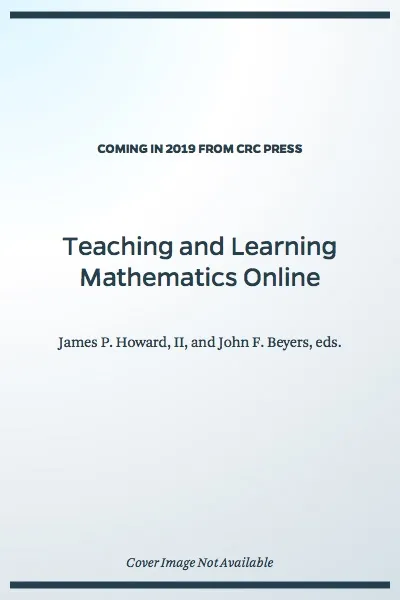 COMING IN 2019 FROM CRC PRESS
Teaching and Learning
Mathematics Online
James P. Howard, II, and John F. Beyers, eds.
Cover Image Not Available